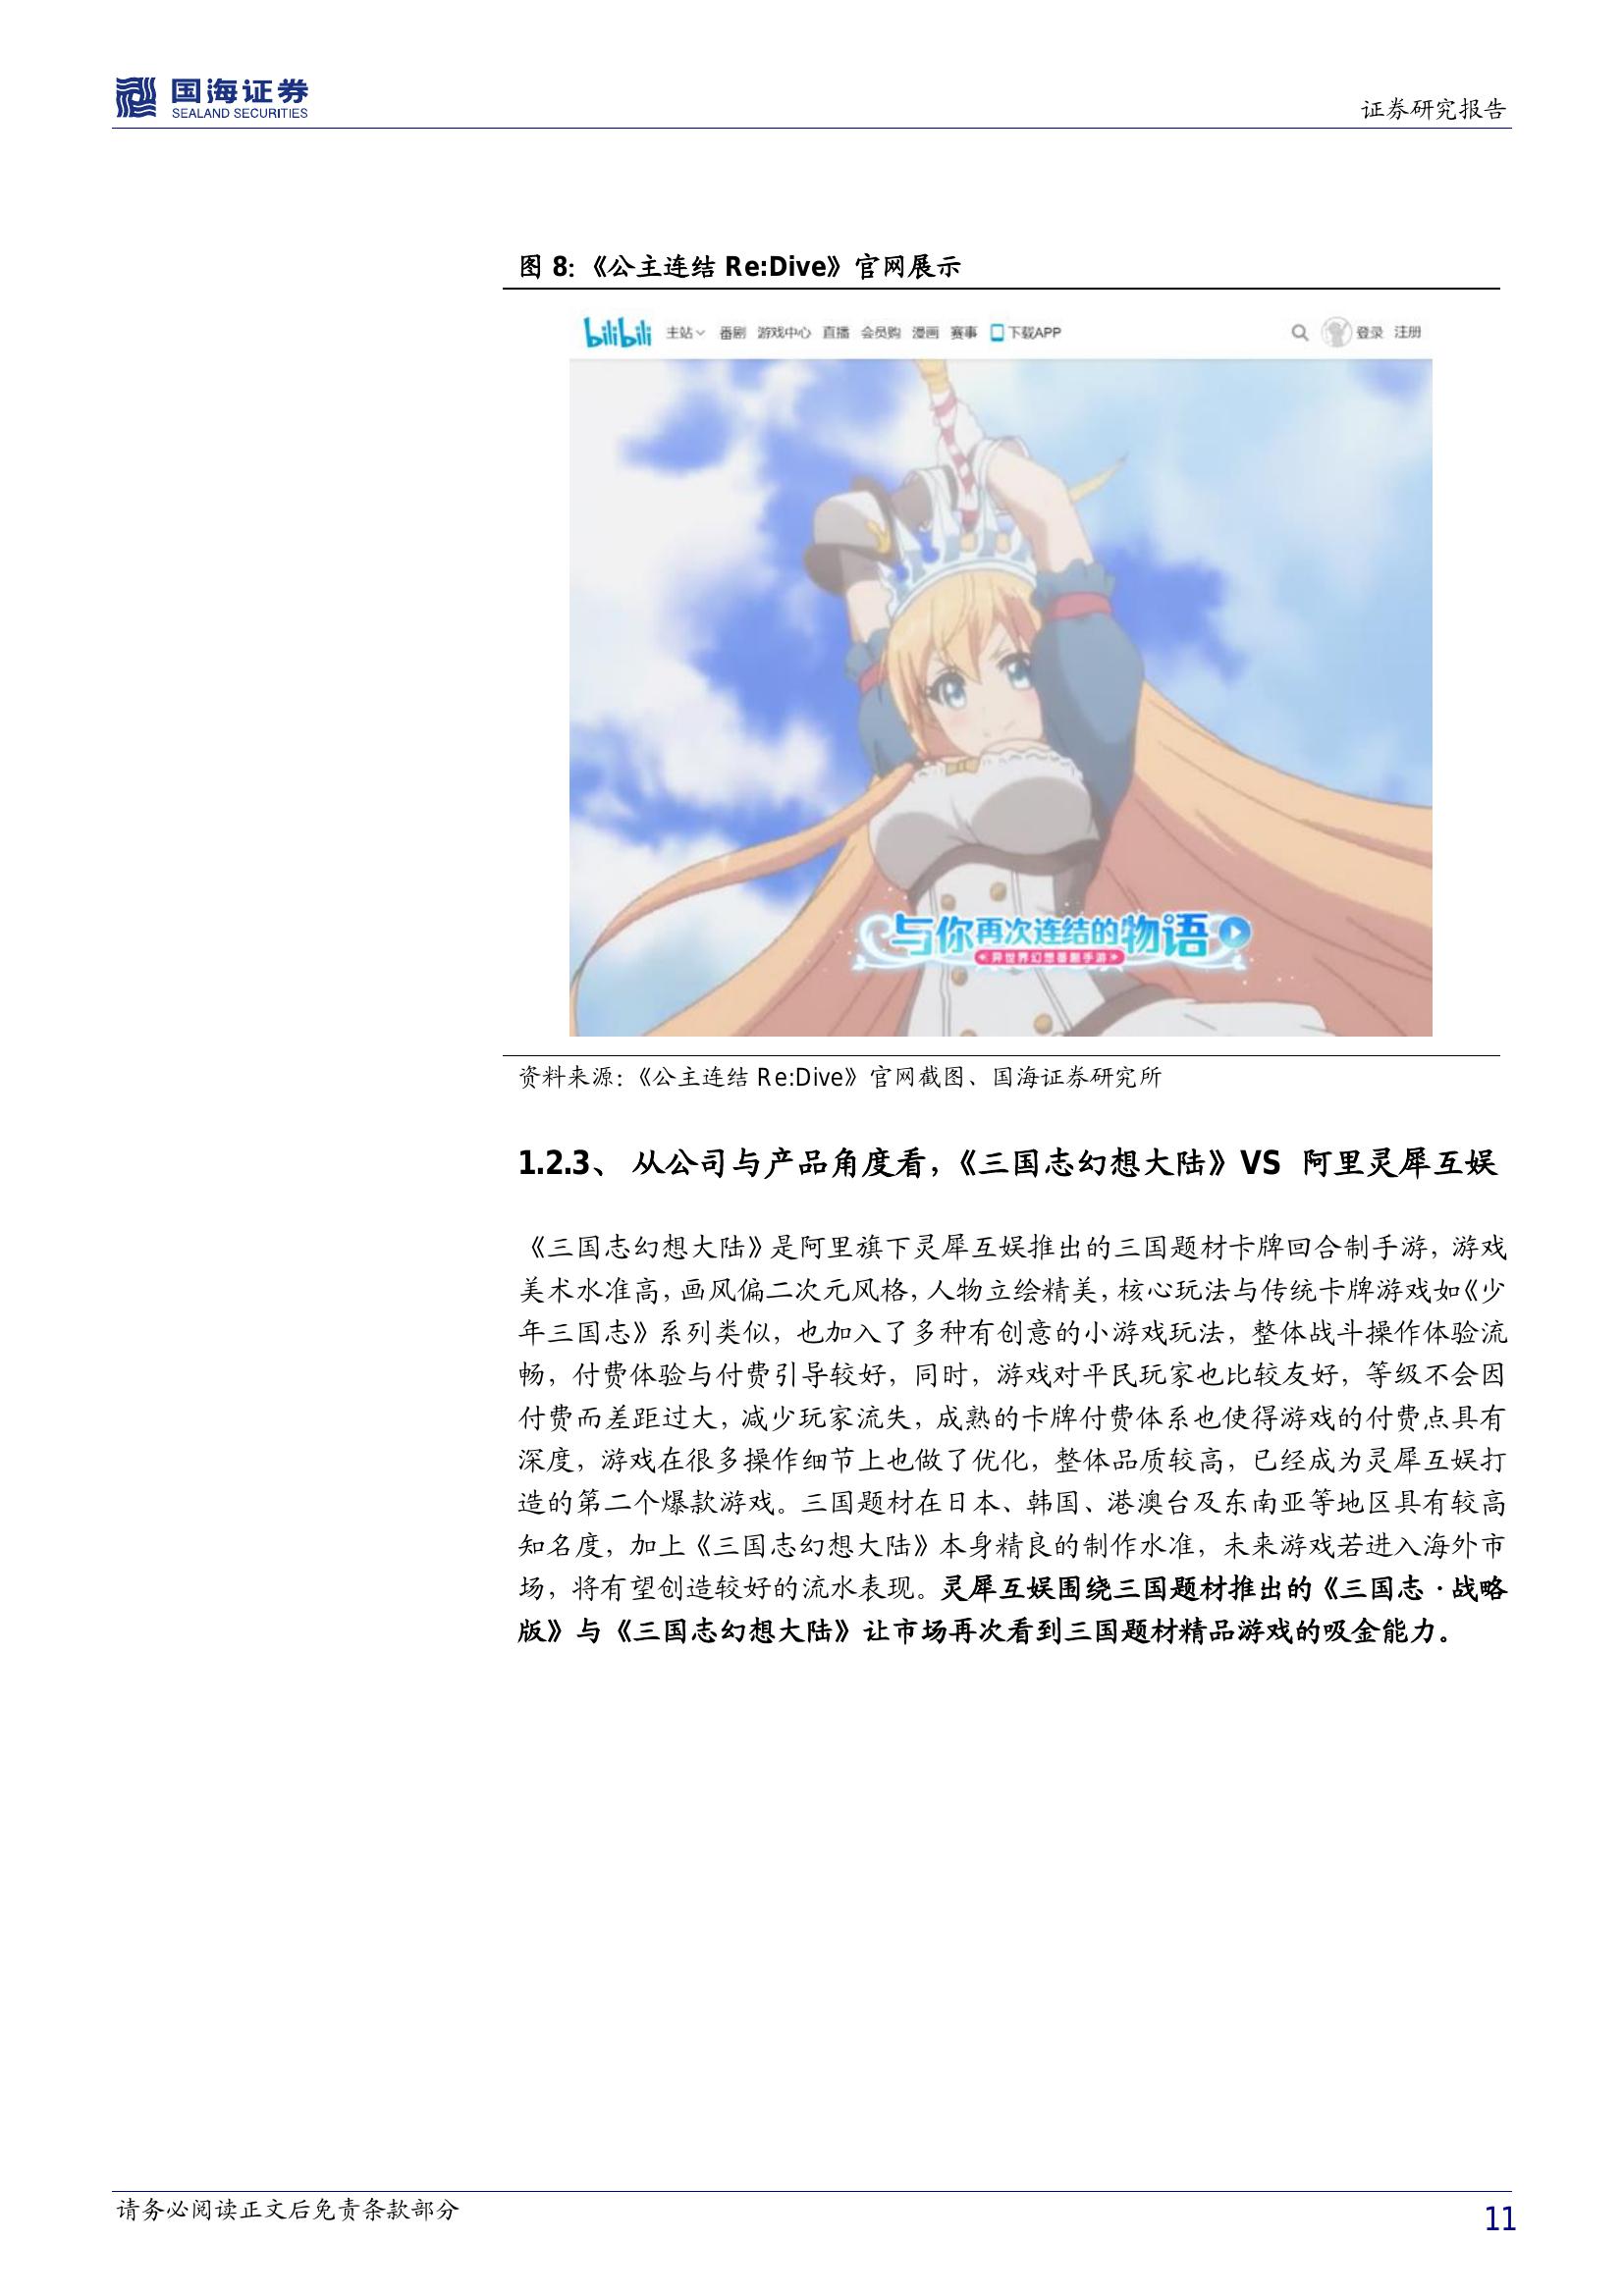 国海证券
SEALAND SECURITIES
证券研究报告
图 8:《公主连结 Re:Dive》官网展示
bilibili 主站 番剧 游戏中心 直播 会员购 漫画 赛事 下载APP 登录 注册
与你再次连结的物语
异世界幻想番剧手游
资料来源:《公主连结 Re:Dive》官网截图、国海证券研究所
1.2.3、 从公司与产品角度看,《三国志幻想大陆》VS 阿里灵犀互娱
《三国志幻想大陆》是阿里旗下灵犀互娱推出的三国题材卡牌回合制手游，游戏
美术水准高，画风偏二次元风格，人物立绘精美，核心玩法与传统卡牌游戏如《少
年三国志》系列类似，也加入了多种有创意的小游戏玩法，整体战斗操作体验流
畅，付费体验与付费引导较好，同时，游戏对平民玩家也比较友好，等级不会因
付费而差距过大，减少玩家流失，成熟的卡牌付费体系也使得游戏的付费点具有
深度，游戏在很多操作细节上也做了优化，整体品质较高，已经成为灵犀互娱打
造的第二个爆款游戏。三国题材在日本、韩国、港澳台及东南亚等地区具有较高
知名度，加上《三国志幻想大陆》本身精良的制作水准，未来游戏若进入海外市
场，将有望创造较好的流水表现。灵犀互娱围绕三国题材推出的《三国志·战略
版》与《三国志幻想大陆》让市场再次看到三国题材精品游戏的吸金能力。
请务必阅读正文后免责条款部分
11